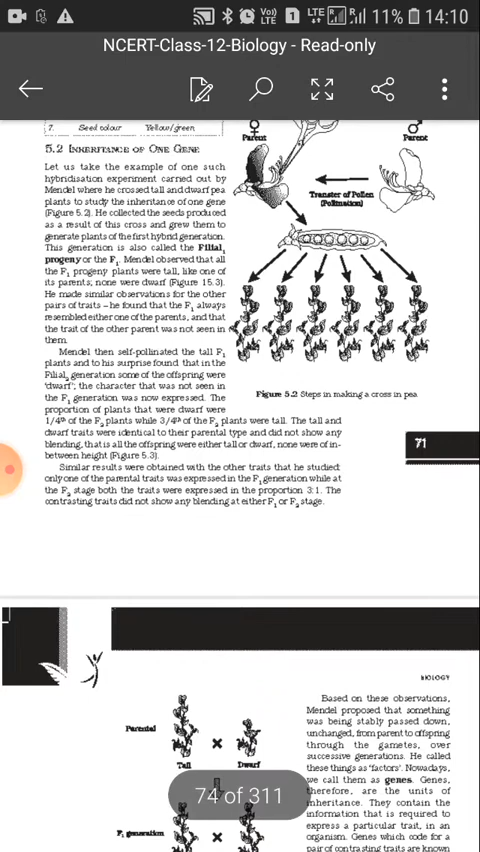 11% 14:10
NCERT-Class-12-Biology - Read-only
7. Seed colour Yellow/green
5.2 INHERITANCE OF ONE GENE
Let us take the example of one such
hybridisation experiment carried out by
Mendel where he crossed tall and dwarf pea
plants to study the inheritance of one gene
(Figure 5.2). He collected the seeds produced
as a result of this cross and grew them to
generate plants of the first hybrid generation.
This generation is also called the Filial1
progeny or the F1. Mendel observed that all
the F1 progeny plants were tall, like one of
its parents; none were dwarf (Figure 15.3).
He made similar observations for the other
pairs of traits – he found that the F1 always
resembled either one of the parents, and that
the trait of the other parent was not seen in
them.
Mendel then self-pollinated the tall F1
plants and to his surprise found that in the
Filial2 generation some of the offspring were
‘dwarf’; the character that was not seen in
the F1 generation was now expressed. The
proportion of plants that were dwarf were
1/4th of the F2 plants while 3/4th of the F2 plants were tall. The tall and
dwarf traits were identical to their parental type and did not show any
blending, that is all the offspring were either tall or dwarf, none were of in-
between height (Figure 5.3).
Similar results were obtained with the other traits that he studied:
only one of the parental traits was expressed in the F1 generation while at
the F2 stage both the traits were expressed in the proportion 3:1. The
contrasting traits did not show any blending at either F1 or F2 stage.
Parent
Parent
Transfer of Pollen
(Pollination)
Figure 5.2 Steps in making a cross in pea
71
BIOLOGY
Parental
Tall
Dwarf
F1 generation
Based on these observations,
Mendel proposed that something
was being stably passed down,
unchanged, from parent to offspring
through the gametes, over
successive generations. He called
these things as ‘factors’. Nowadays,
we call them as genes. Genes,
therefore, are the units of
inheritance. They contain the
information that is required to
express a particular trait, in an
organism. Genes which code for a
pair of contrasting traits are known
74 of 311